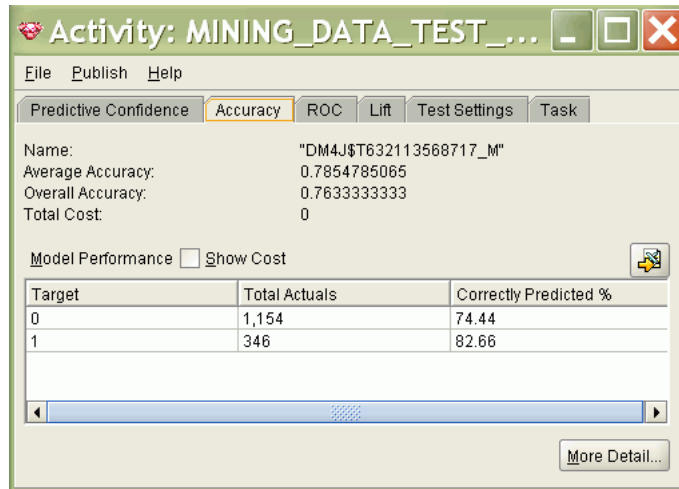 Activity: MINING_DATA_TEST_...
File Publish Help
Predictive Confidence Accuracy ROC Lift Test Settings Task
Name: "DM4J$T632113568717_M"
Average Accuracy: 0.7854785065
Overall Accuracy: 0.7633333333
Total Cost: 0
Model Performance Show Cost
Target Total Actuals Correctly Predicted %
0 1,154 74.44
1 346 82.66
More Detail...